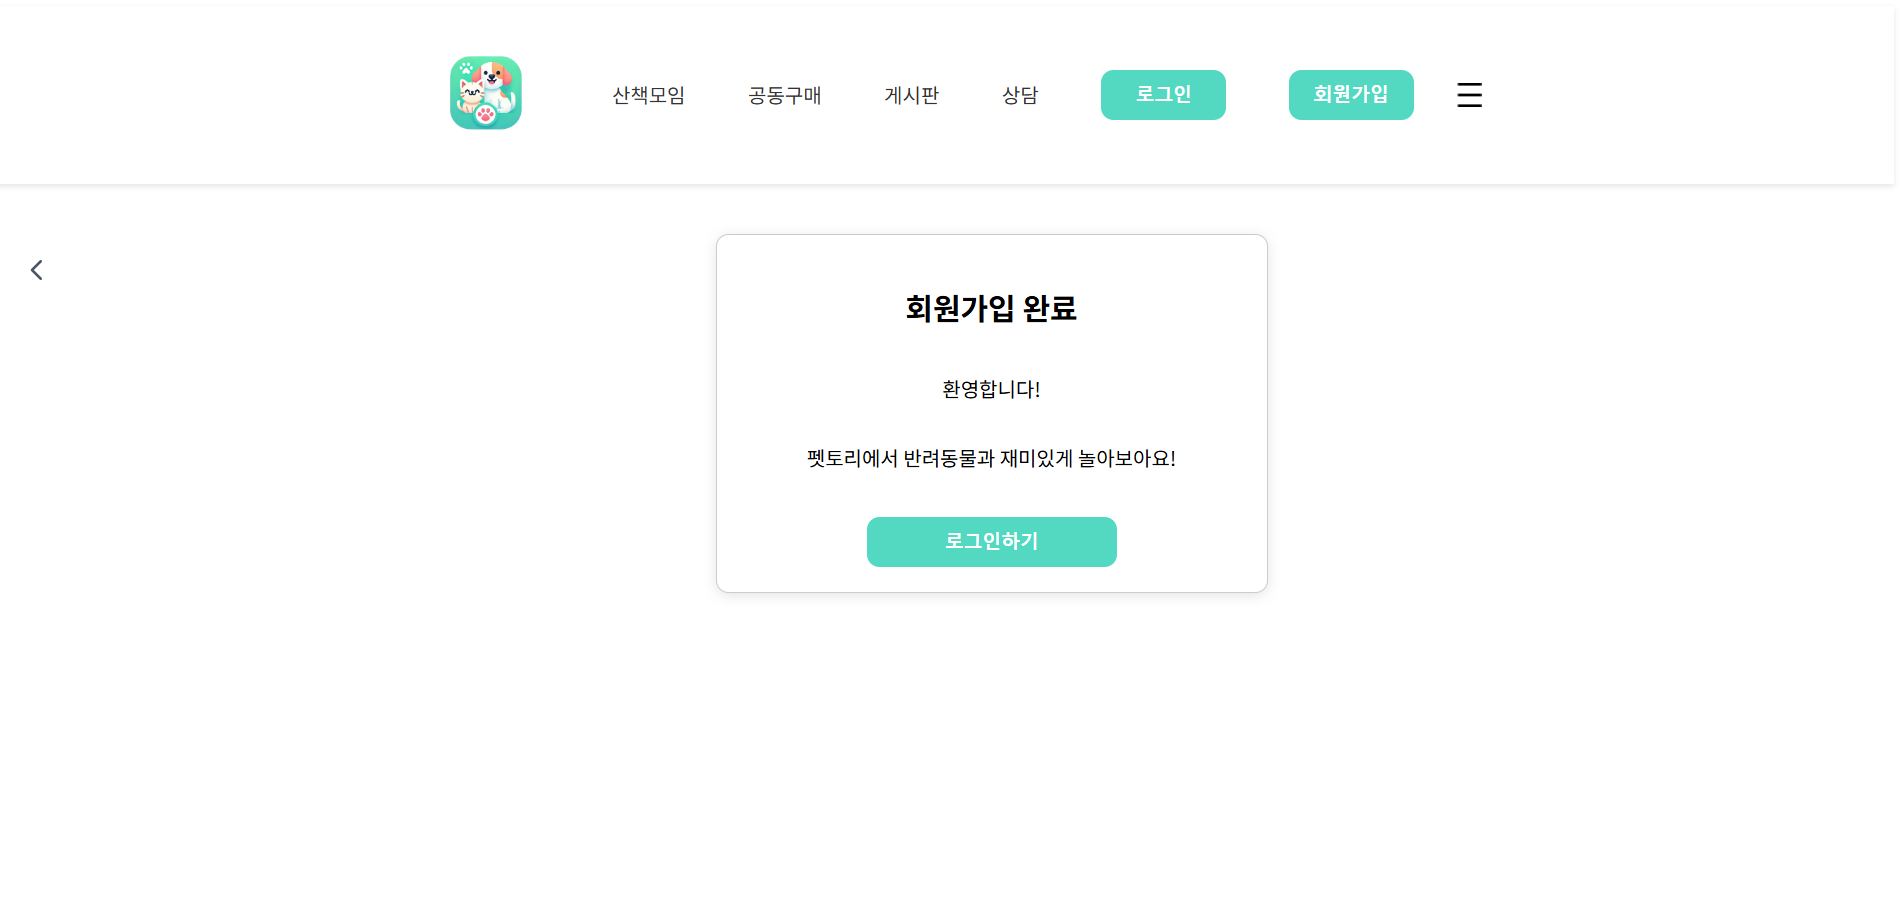 산책모임 공동구매 게시판 상담 로그인 회원가입
회원가입 완료
환영합니다!
펫토리에서 반려동물과 재미있게 놀아보아요!
로그인하기